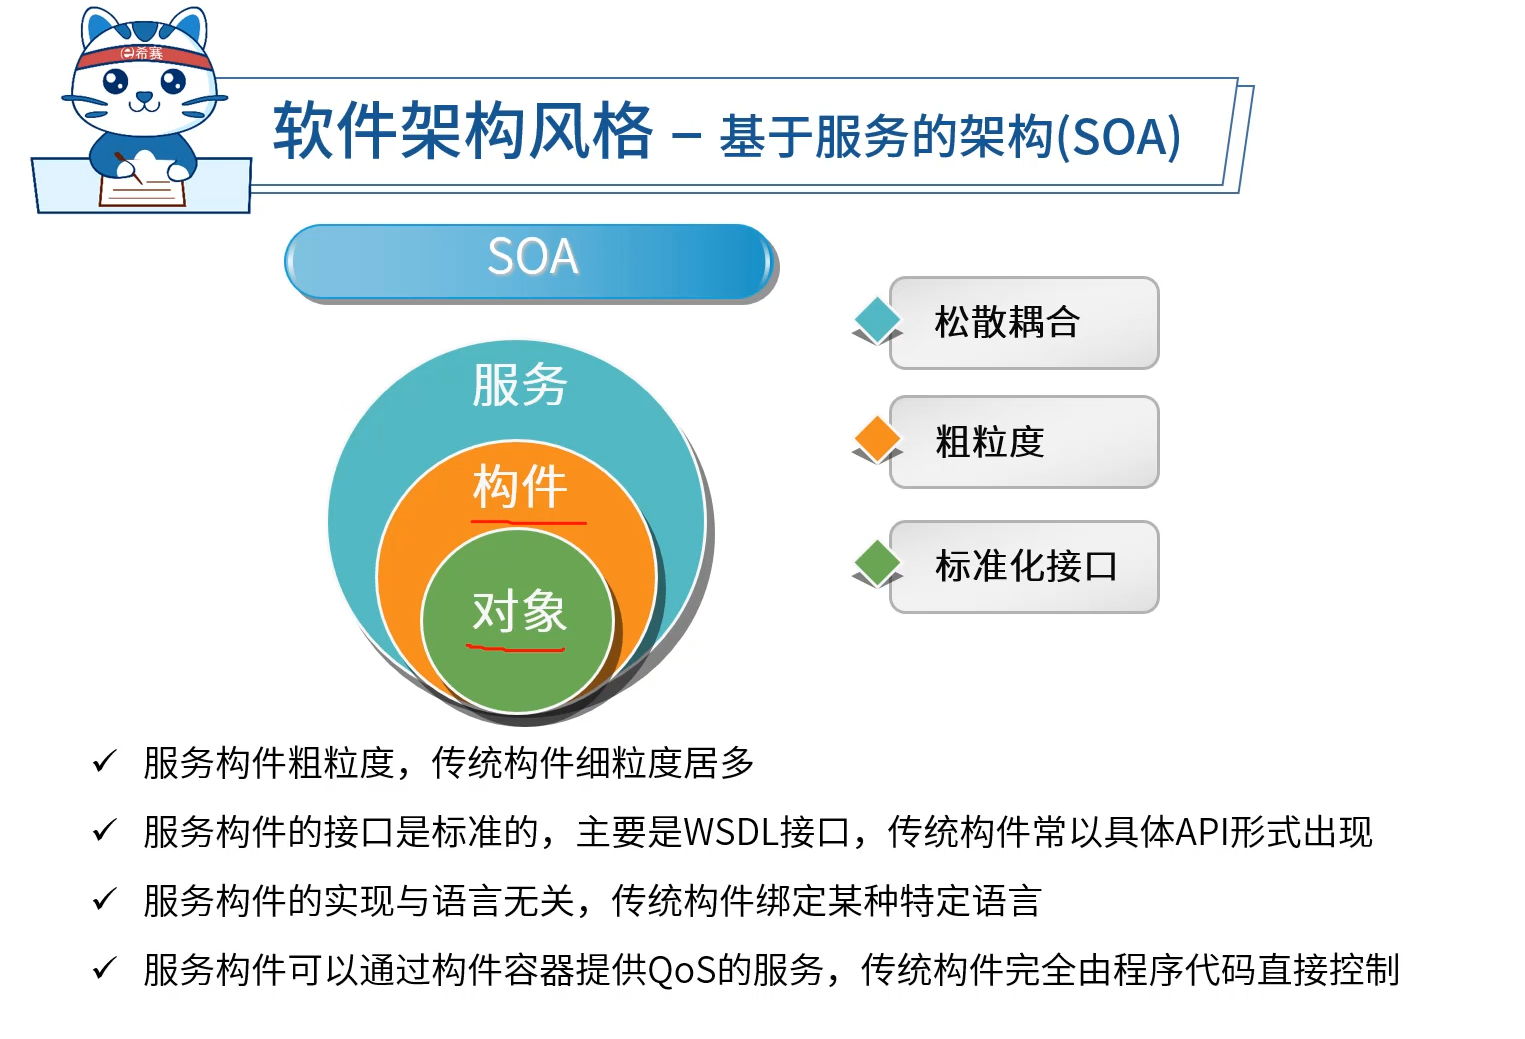 e希赛
软件架构风格 – 基于服务的架构(SOA)
SOA
服务
构件
对象
松散耦合
粗粒度
标准化接口
服务构件粗粒度，传统构件细粒度居多
服务构件的接口是标准的，主要是WSDL接口，传统构件常以具体API形式出现
服务构件的实现与语言无关，传统构件绑定某种特定语言
服务构件可以通过构件容器提供QoS的服务，传统构件完全由程序代码直接控制